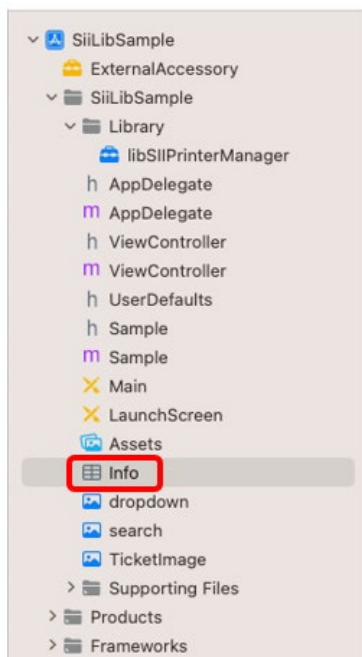 SiiLibSample
ExternalAccessory
SiiLibSample
Library
libSIIPrinterManager
h AppDelegate
m AppDelegate
h ViewController
m ViewController
h UserDefaults
h Sample
m Sample
Main
LaunchScreen
Assets
Info
dropdown
search
TicketImage
Supporting Files
Products
Frameworks